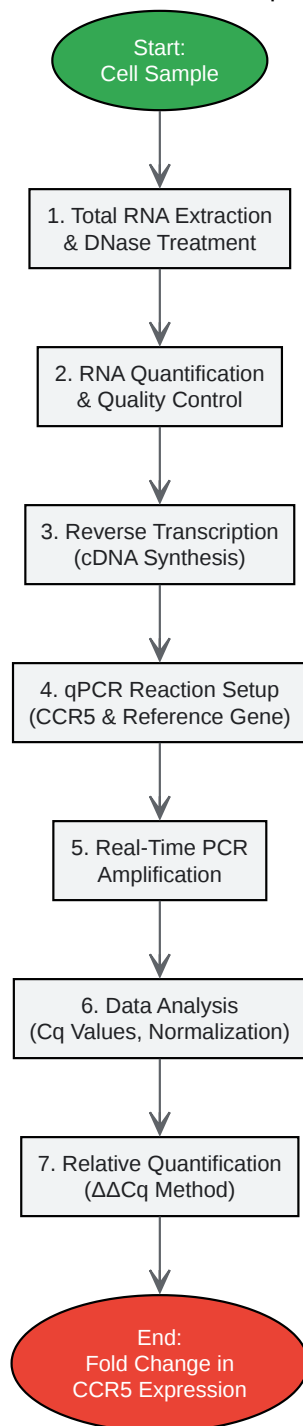 Start:
Cell Sample
1. Total RNA Extraction
& DNase Treatment
2. RNA Quantification
& Quality Control
3. Reverse Transcription
(cDNA Synthesis)
4. qPCR Reaction Setup
(CCR5 & Reference Gene)
5. Real-Time PCR
Amplification
6. Data Analysis
(Cq Values, Normalization)
7. Relative Quantification
(ΔΔCq Method)
End:
Fold Change in
CCR5 Expression